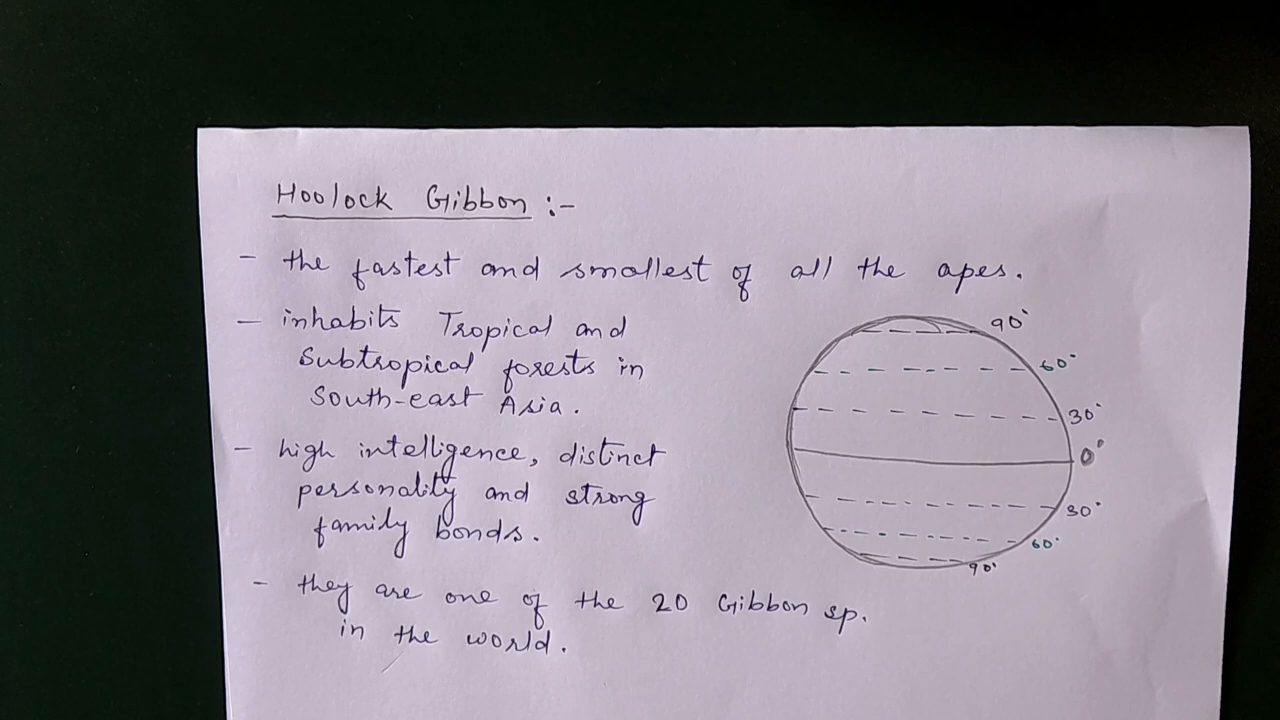 Hoolock Gibbon :-
- the fastest and smallest of all the apes.
- inhabits Tropical and
Subtropical forests in
South-east Asia.
- high intelligence, distinct
personality and strong
family bonds.
- they are one of the 20 Gibbon sp.
in the world.
90°
60°
30°
0°
30°
60°
90°